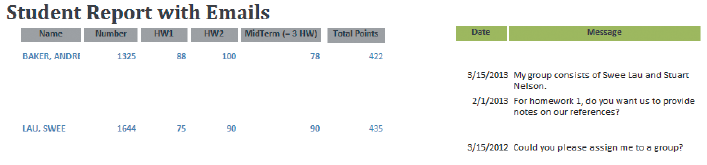 Student Report with Emails
Name Number HW1 HW2 MidTerm (= 3 HW) Total Points Date Message
BAKER, ANDRE 1325 88 100 78 422
3/15/2013 My group consists of Swee Lau and Stuart
Nelson.
2/1/2013 For homework 1, do you want us to provide
notes on our references?
LAU, SWEE 1644 75 90 90 435
3/15/2012 Could you please assign me to a group?